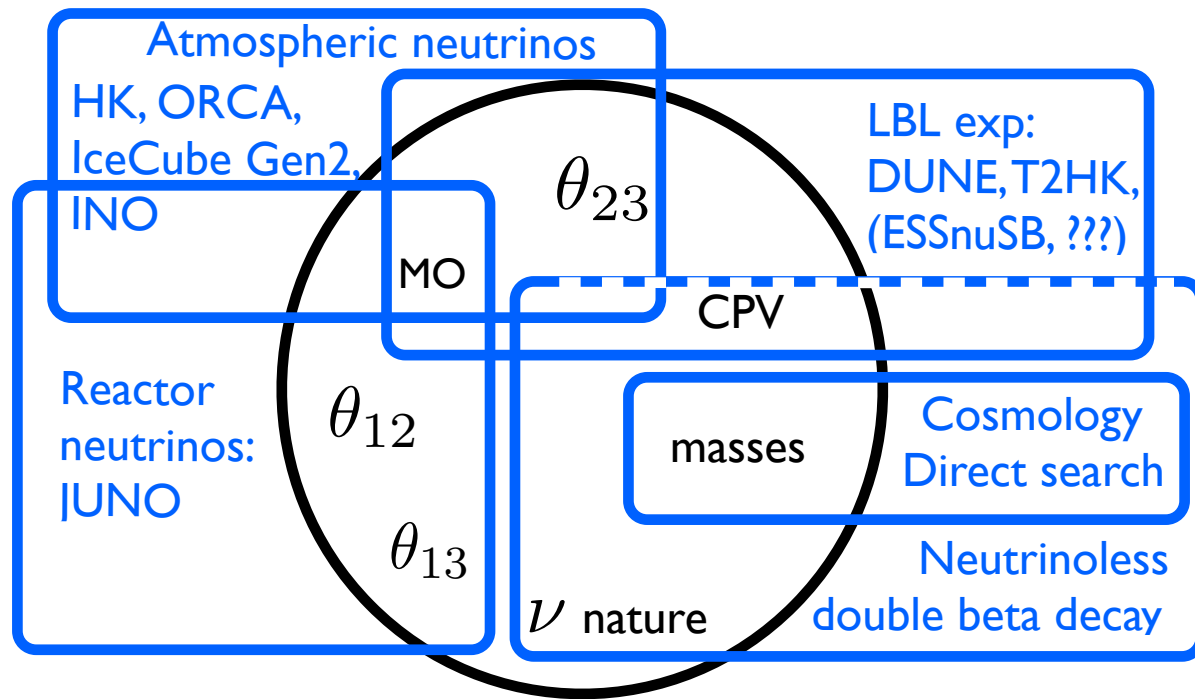 Atmospheric neutrinos
HK, ORCA,
IceCube Gen2,
INO
LBL exp:
DUNE, T2HK,
(ESSnuSB, ???)
θ₂₃
MO
CPV
Reactor
neutrinos:
JUNO
θ₁₂
θ₁₃
masses
Cosmology
Direct search
ν nature
Neutrinoless
double beta decay